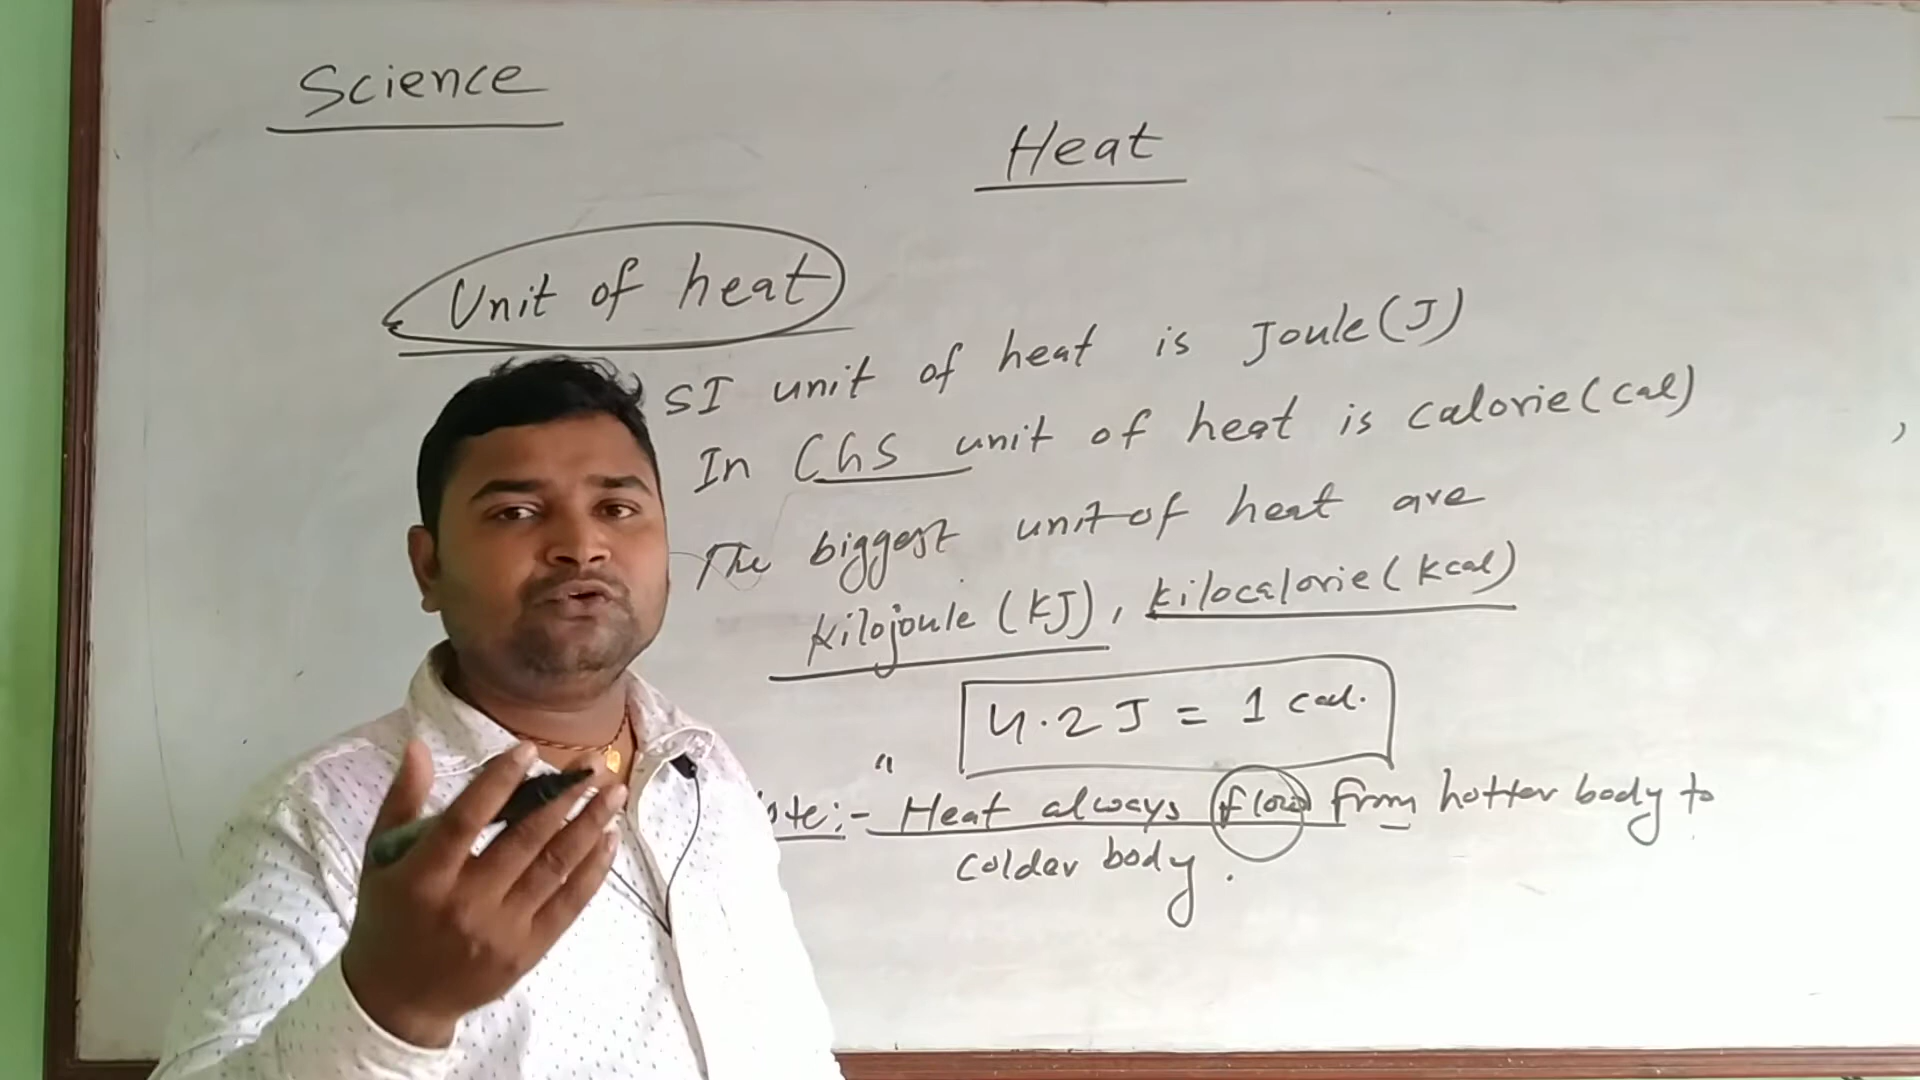 Science
Heat
Unit of heat
SI unit of heat is Joule (J)
In CGS unit of heat is calorie (cal)
The biggest unit of heat are
kilojoule (KJ), kilocalorie (kcal)
4.2 J = 1 cal.
Heat always flow from hotter body to
colder body.